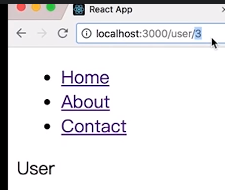 React App
localhost:3000/user/3
Home
About
Contact
User